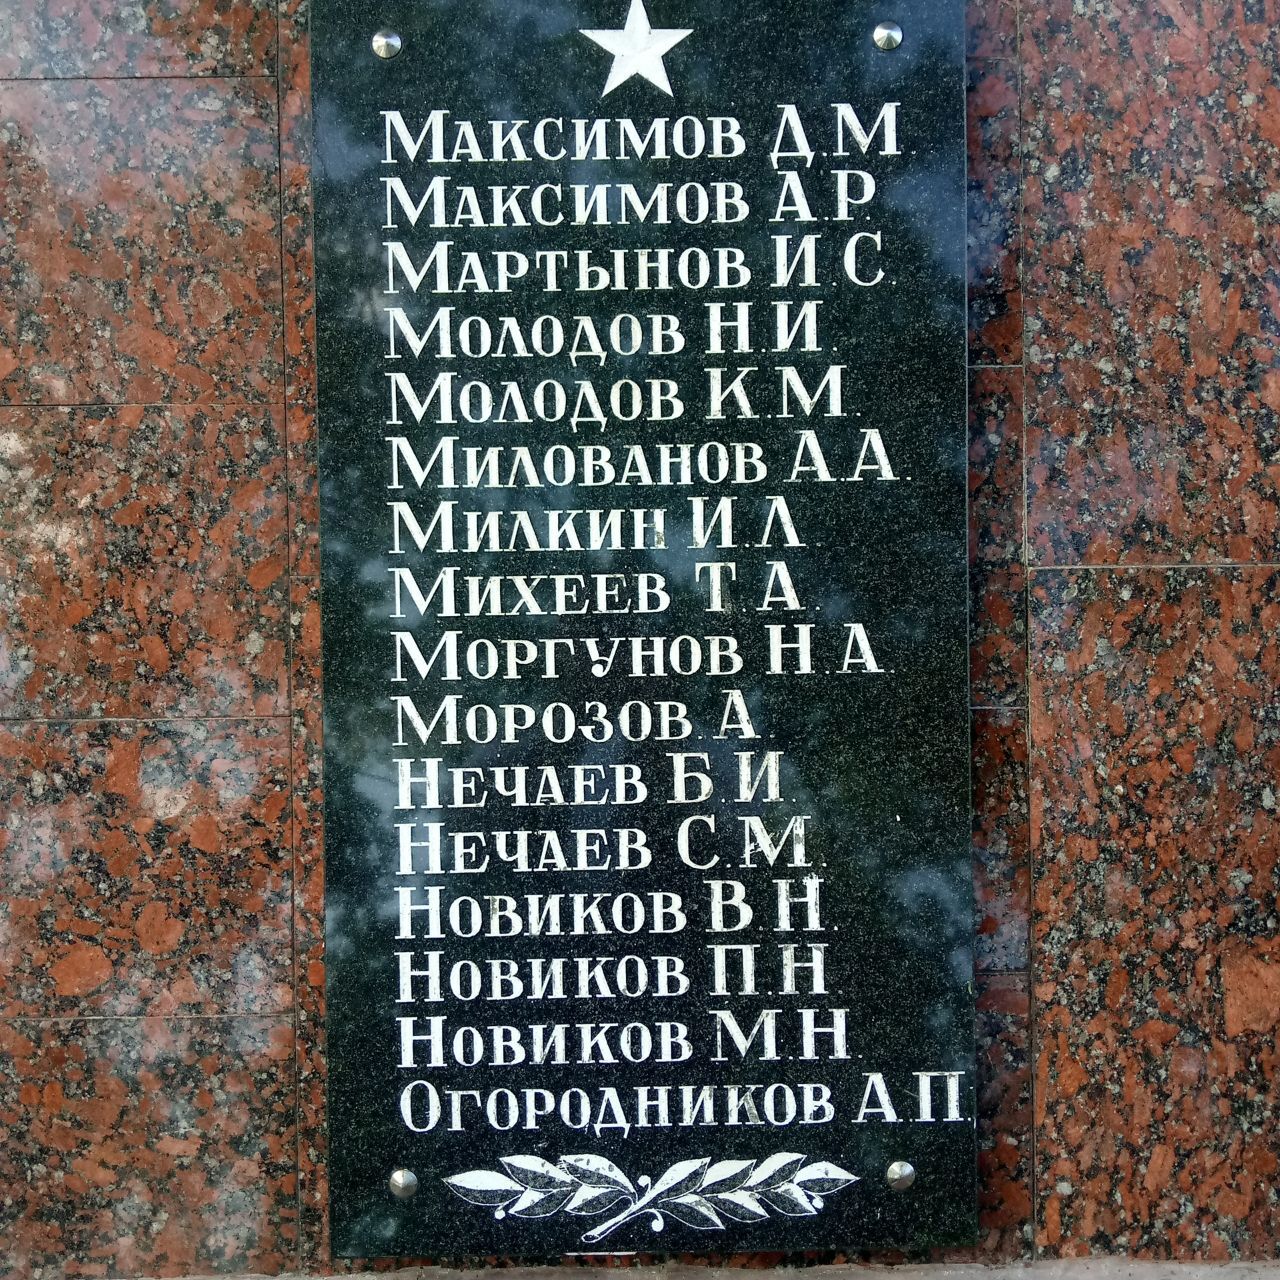 Максимов Д.М.
Максимов А.Р.
Мартынов И.С.
Молодов Н.И.
Молодов К.М.
Милованов А.А.
Милкин И.Л.
Михеев Т.А.
Моргунов Н.А.
Морозов А.
Нечаев Б.И.
Нечаев С.М.
Новиков В.Н.
Новиков П.Н
Новиков М.Н.
Огородников А.П.